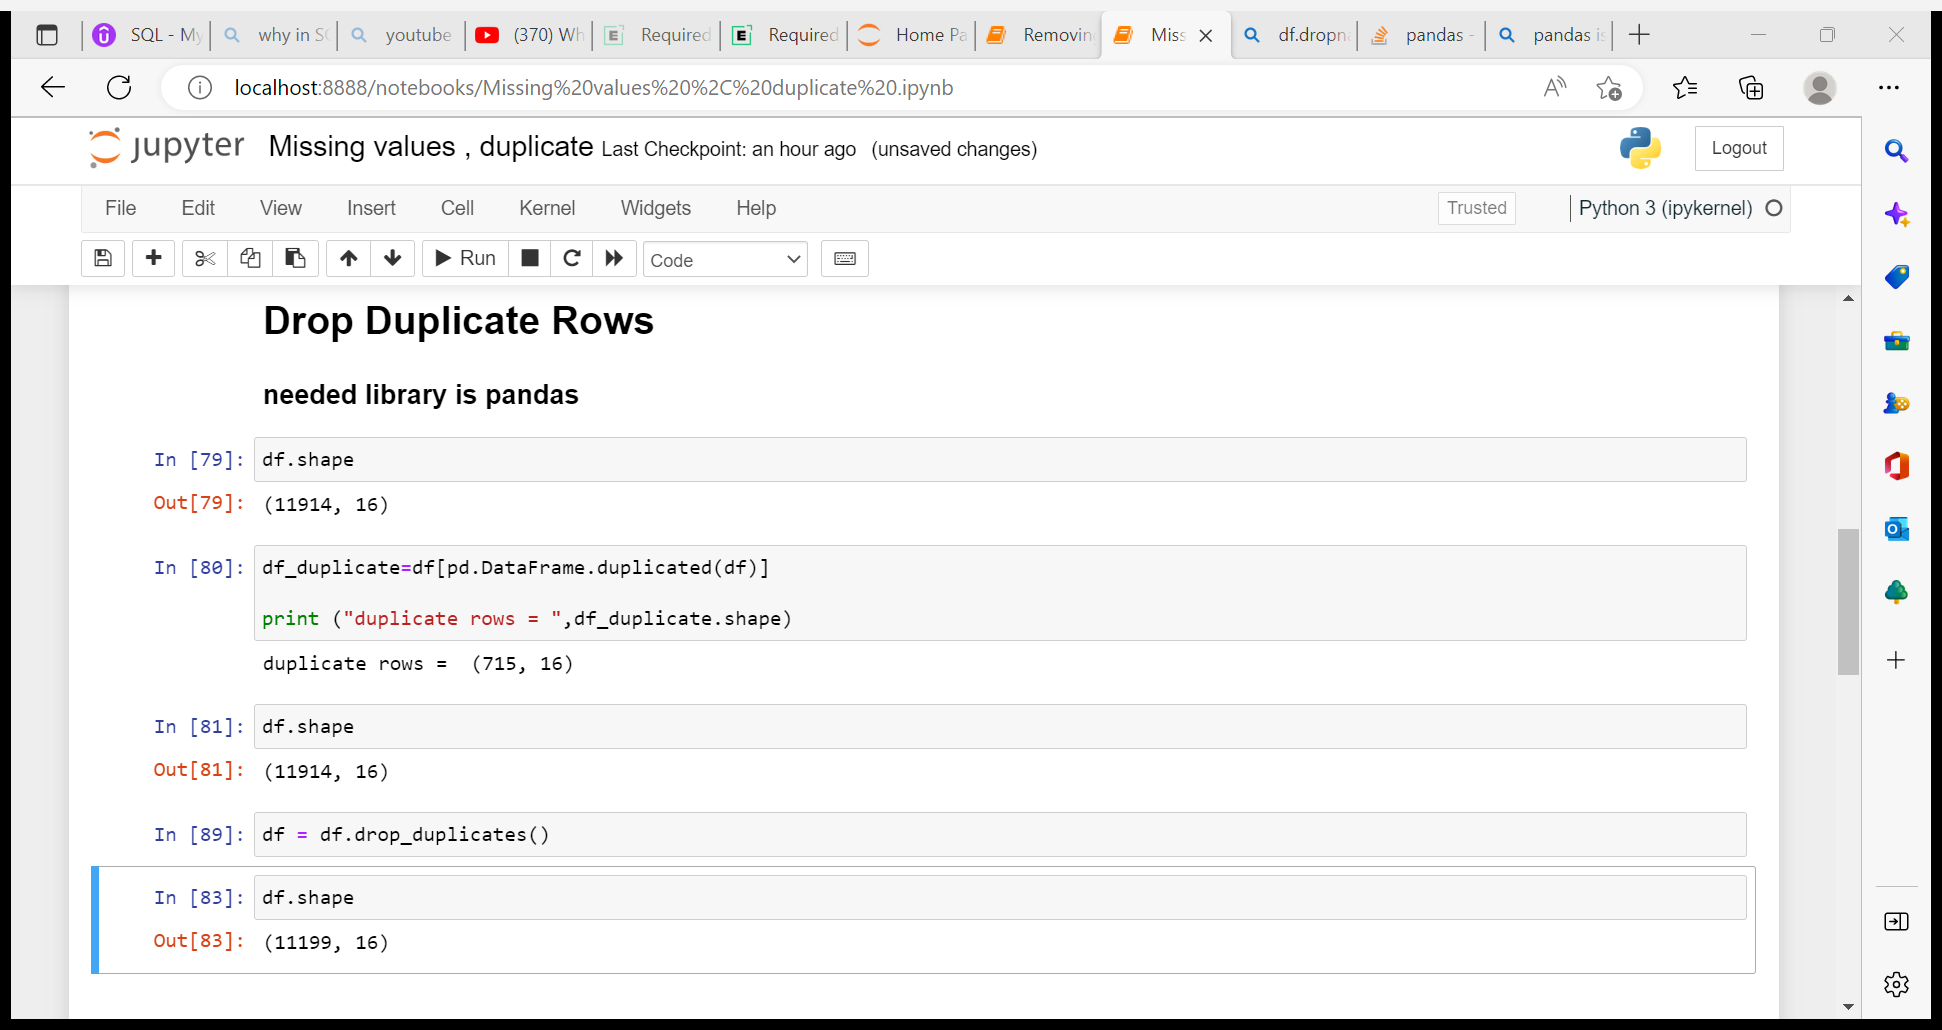 SQL - My
why in S
youtube
(370) Wh
Required
Required
Home Pa
Removin
Miss
df.dropn
pandas -
pandas is
localhost:8888/notebooks/Missing%20values%20%2C%20duplicate%20.ipynb
jupyter Missing values , duplicate Last Checkpoint: an hour ago (unsaved changes)
Logout
File Edit View Insert Cell Kernel Widgets Help
Trusted
Python 3 (ipykernel)
Run
Code
Drop Duplicate Rows
needed library is pandas
In [79]: df.shape
Out[79]: (11914, 16)
In [80]: df_duplicate=df[pd.DataFrame.duplicated(df)]
print ("duplicate rows = ",df_duplicate.shape)
duplicate rows =  (715, 16)
In [81]: df.shape
Out[81]: (11914, 16)
In [89]: df = df.drop_duplicates()
In [83]: df.shape
Out[83]: (11199, 16)